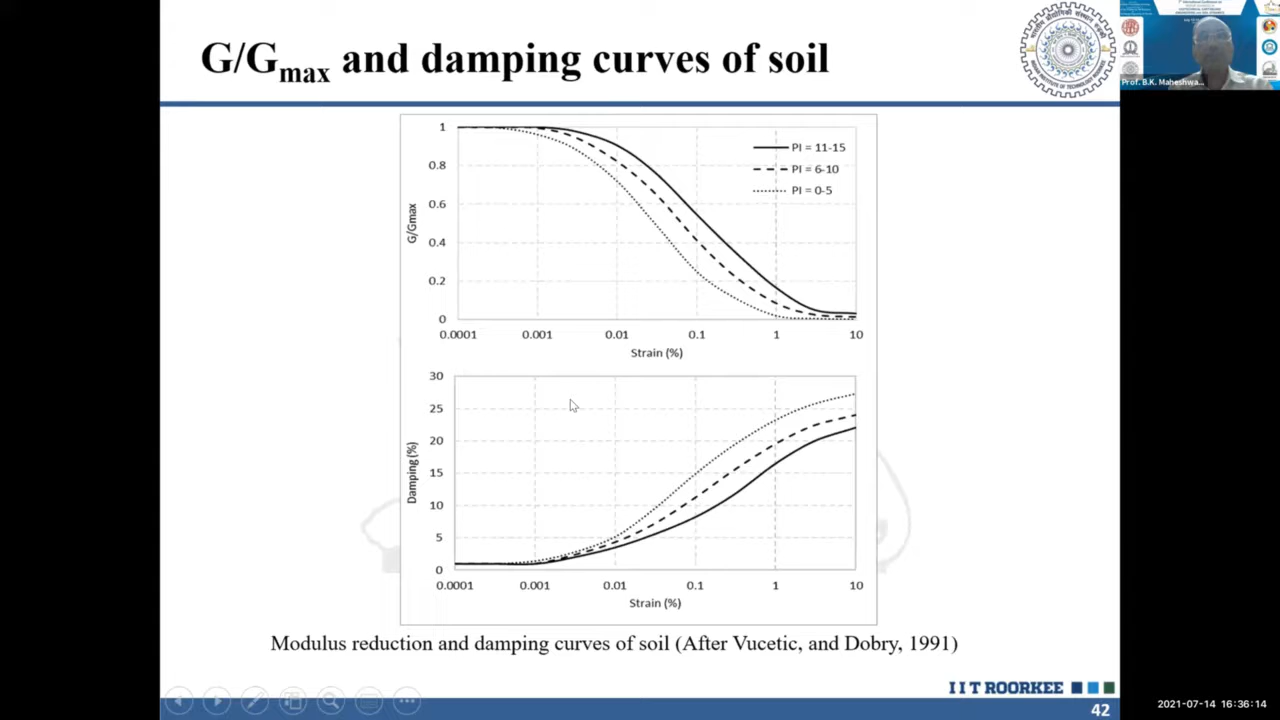 G/Gmax and damping curves of soil
Prof. B.K. Maheshwa...
1
0.8
0.6
0.4
0.2
0
G/Gmax
PI = 11-15
PI = 6-10
PI = 0-5
0.0001 0.001 0.01 0.1 1 10
Strain (%)
30
25
20
15
10
5
0
Damping (%)
0.0001 0.001 0.01 0.1 1 10
Strain (%)
Modulus reduction and damping curves of soil (After Vucetic, and Dobry, 1991)
I I T ROORKEE
42
2021-07-14 16:36:14